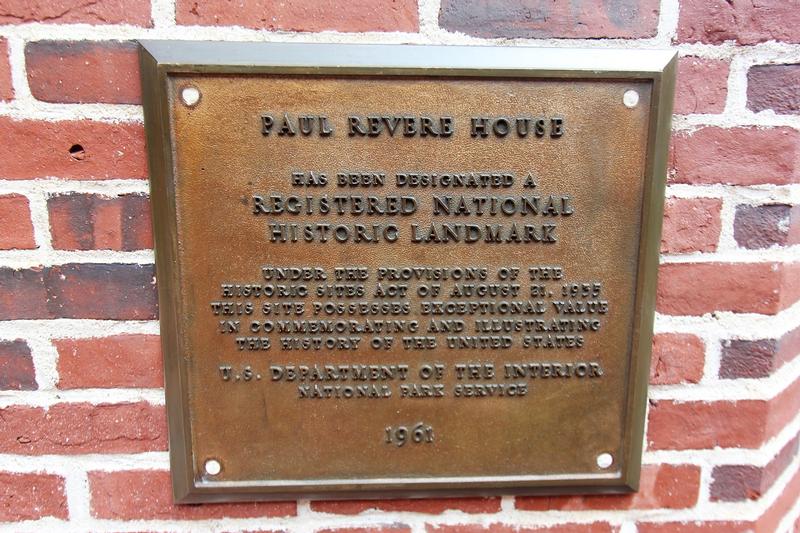 PAUL REVERE HOUSE
HAS BEEN DESIGNATED A
REGISTERED NATIONAL
HISTORIC LANDMARK
UNDER THE PROVISIONS OF THE
HISTORIC SITES ACT OF AUGUST 21, 1935
THIS SITE POSSESSES EXCEPTIONAL VALUE
IN COMMEMORATING AND ILLUSTRATING
THE HISTORY OF THE UNITED STATES
U.S. DEPARTMENT OF THE INTERIOR
NATIONAL PARK SERVICE
1961